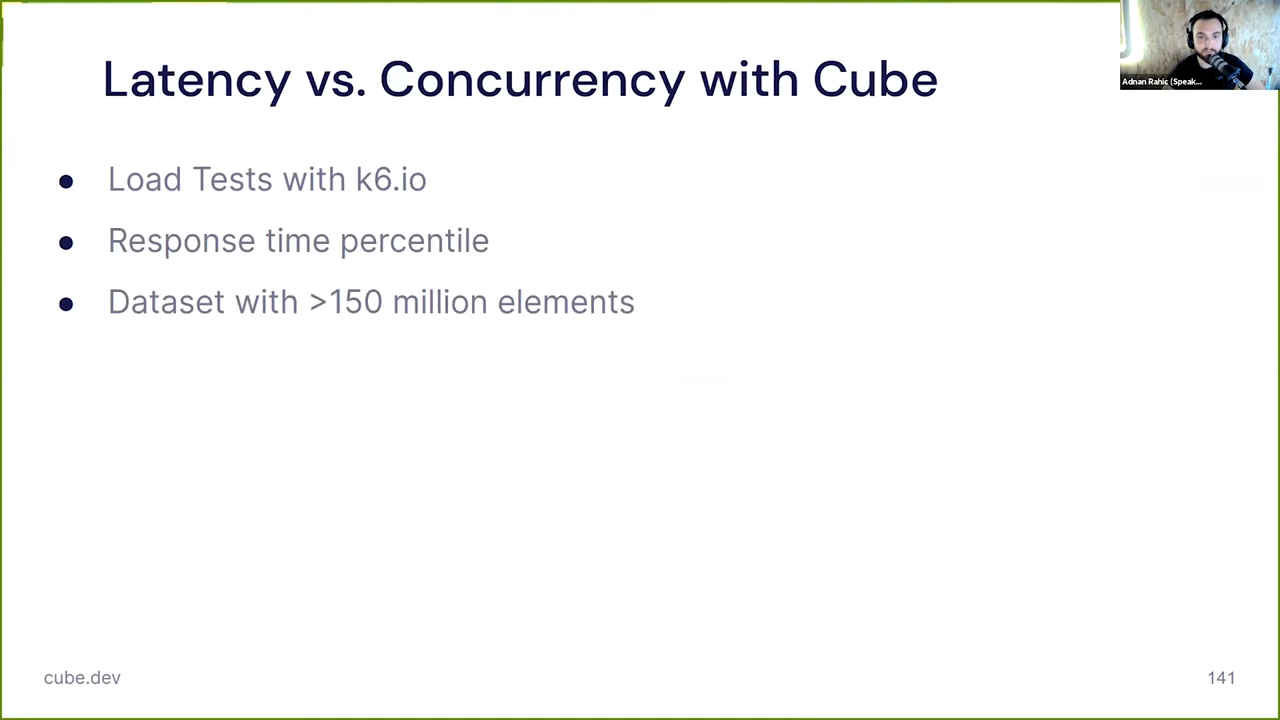 Latency vs. Concurrency with Cube
Adnan Rahic (Speak...
● Load Tests with k6.io
● Response time percentile
● Dataset with >150 million elements
cube.dev
141